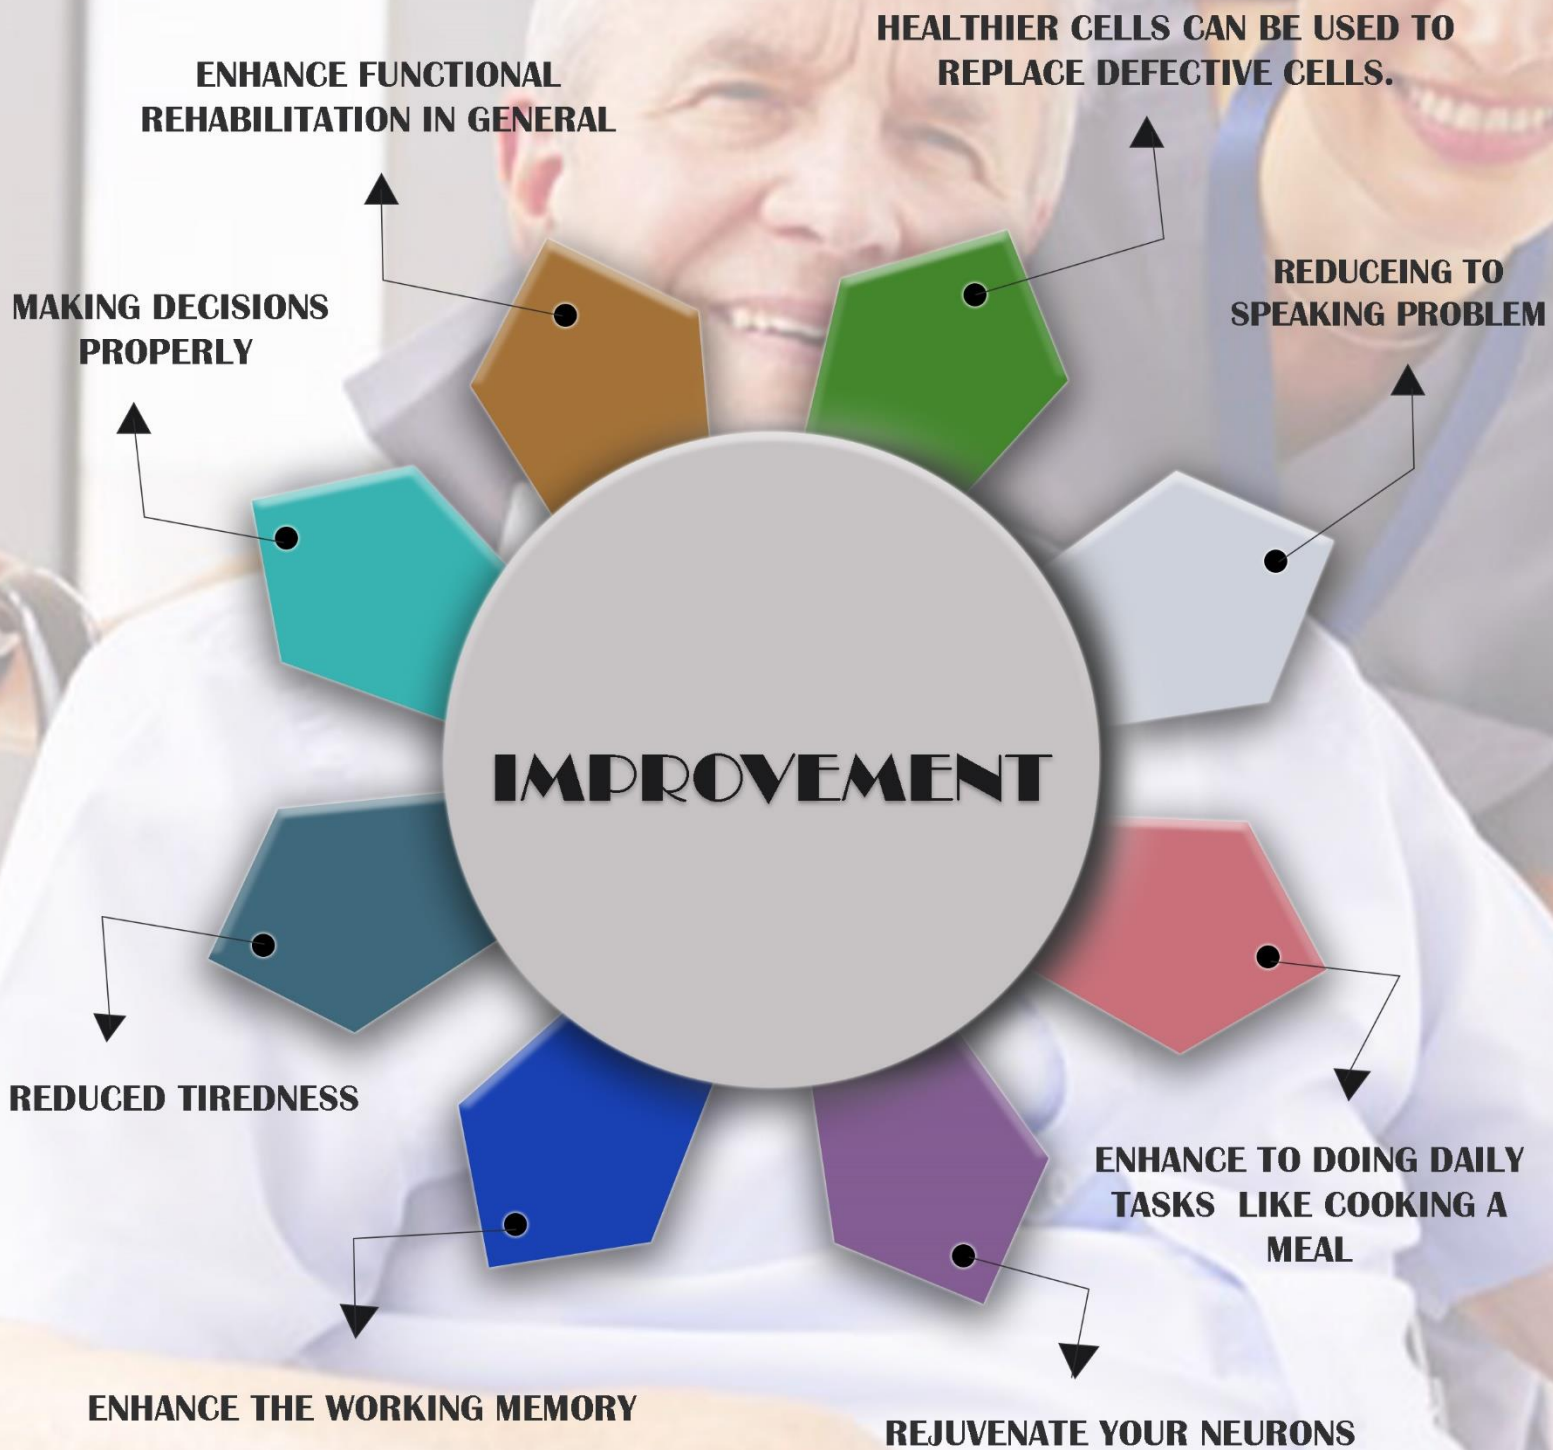 HEALTHIER CELLS CAN BE USED TO
REPLACE DEFECTIVE CELLS.
ENHANCE FUNCTIONAL
REHABILITATION IN GENERAL
REDUCEING TO
SPEAKING PROBLEM
MAKING DECISIONS
PROPERLY
IMPROVEMENT
REDUCED TIREDNESS
ENHANCE TO DOING DAILY
TASKS LIKE COOKING A
MEAL
ENHANCE THE WORKING MEMORY
REJUVENATE YOUR NEURONS